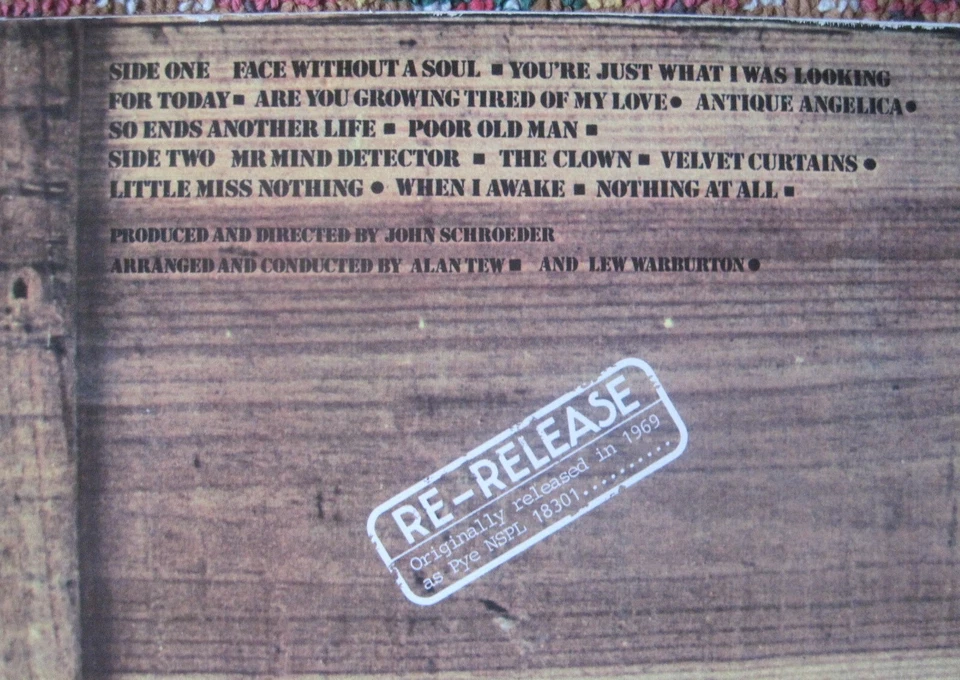 SIDE ONE FACE WITHOUT A SOUL ■ YOU'RE JUST WHAT I WAS LOOKING
FOR TODAY ■ ARE YOU GROWING TIRED OF MY LOVE ● ANTIQUE ANGELICA ●
SO ENDS ANOTHER LIFE ■ POOR OLD MAN ■
SIDE TWO MR MIND DETECTOR ■ THE CLOWN ■ VELVET CURTAINS ●
LITTLE MISS NOTHING ● WHEN I AWAKE ■ NOTHING AT ALL ■
PRODUCED AND DIRECTED BY JOHN SCHROEDER
ARRANGED AND CONDUCTED BY ALAN TEW ■ AND LEW WARBURTON ●
RE-RELEASE
Originally released in 1969
as Pye NSPL 18301..........